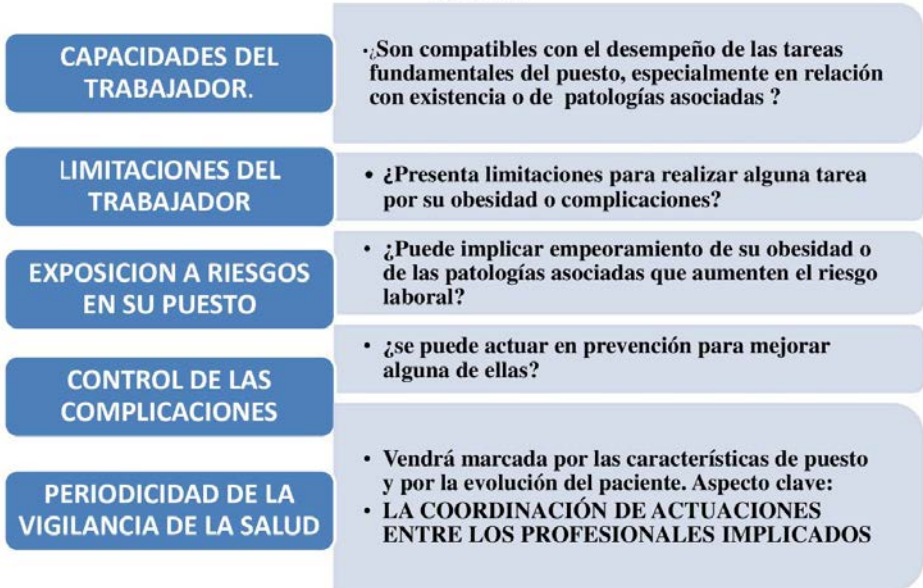 CAPACIDADES DEL
TRABAJADOR.
·¿Son compatibles con el desempeño de las tareas
fundamentales del puesto, especialmente en relación
con existencia o de patologías asociadas ?
LIMITACIONES DEL
TRABAJADOR
• ¿Presenta limitaciones para realizar alguna tarea
por su obesidad o complicaciones?
EXPOSICION A RIESGOS
EN SU PUESTO
• ¿Puede implicar empeoramiento de su obesidad o
de las patologías asociadas que aumenten el riesgo
laboral?
CONTROL DE LAS
COMPLICACIONES
• ¿se puede actuar en prevención para mejorar
alguna de ellas?
PERIODICIDAD DE LA
VIGILANCIA DE LA SALUD
• Vendrá marcada por las características de puesto
y por la evolución del paciente. Aspecto clave:
• LA COORDINACIÓN DE ACTUACIONES
ENTRE LOS PROFESIONALES IMPLICADOS